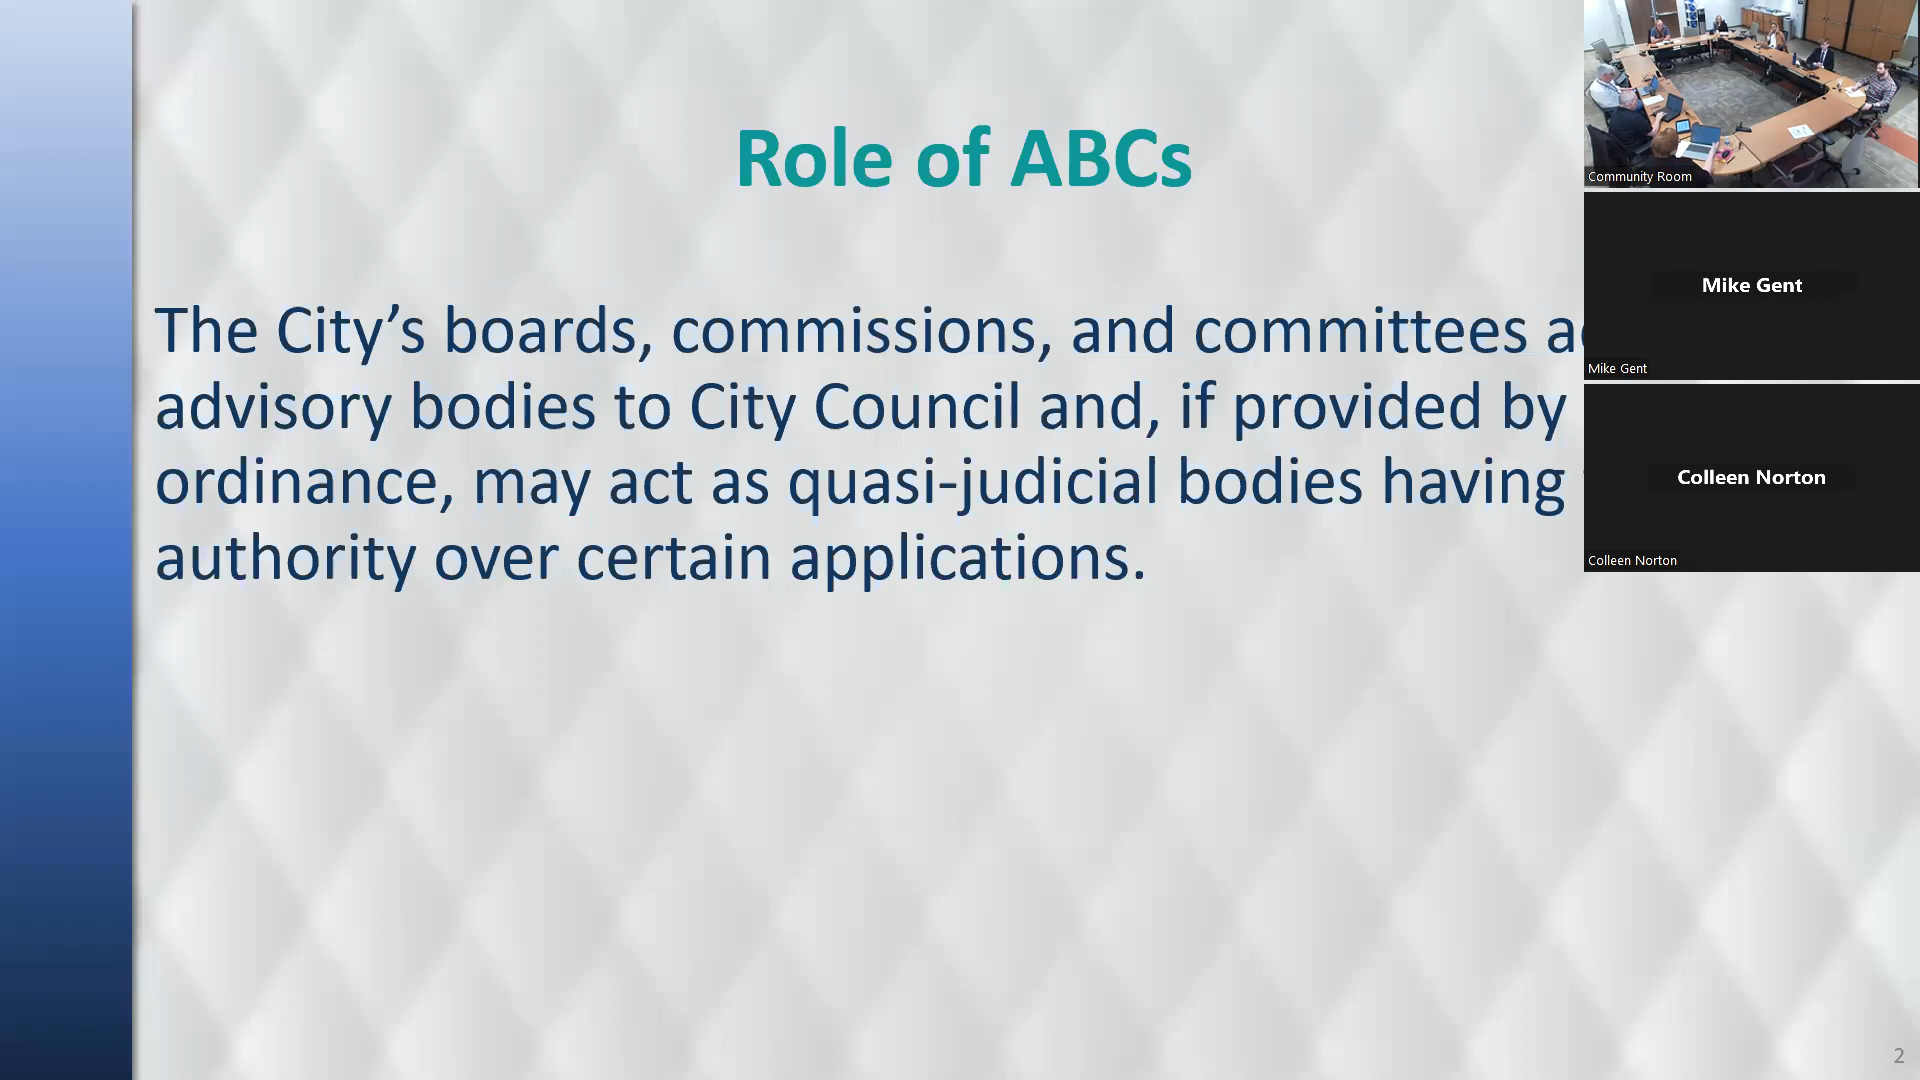 Role of ABCs
The City’s boards, commissions, and committees
advisory bodies to City Council and, if provided by
ordinance, may act as quasi-judicial bodies having
authority over certain applications.
Community Room
Mike Gent
Mike Gent
Colleen Norton
Colleen Norton
2